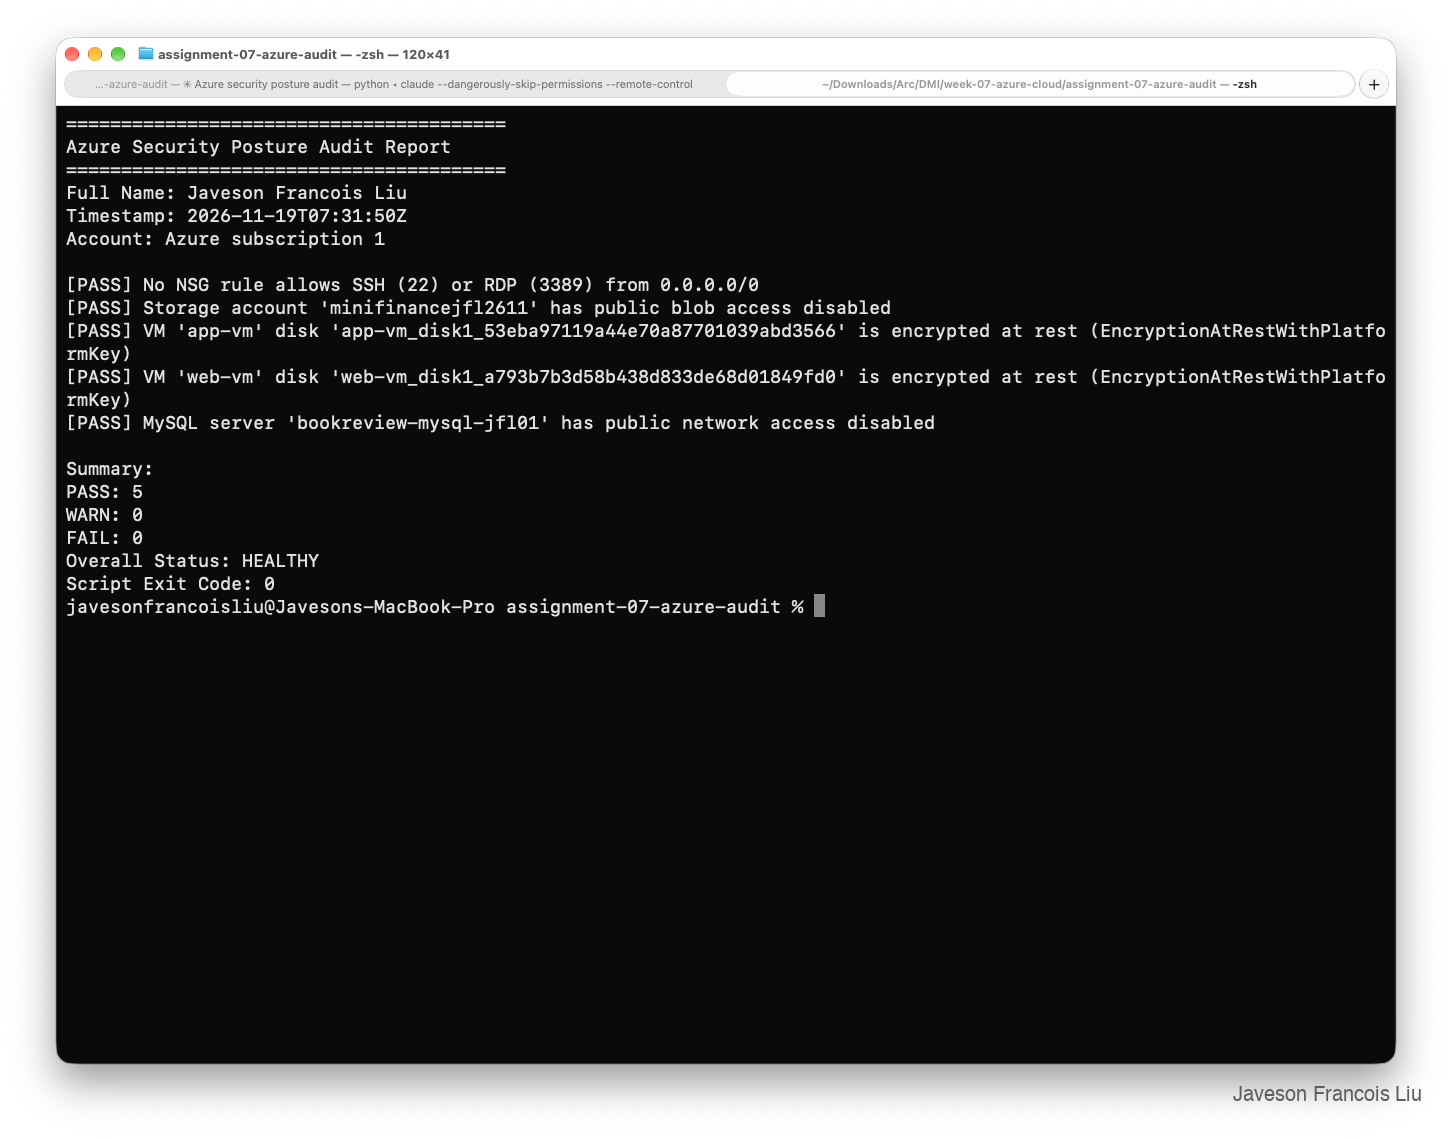 assignment-07-azure-audit — -zsh — 120×41
...-azure-audit — ✳ Azure security posture audit — python • claude --dangerously-skip-permissions --remote-control
~/Downloads/Arc/DMI/week-07-azure-cloud/assignment-07-azure-audit — -zsh
+
========================================
Azure Security Posture Audit Report
========================================
Full Name: Javeson Francois Liu
Timestamp: 2026-11-19T07:31:50Z
Account: Azure subscription 1
[PASS] No NSG rule allows SSH (22) or RDP (3389) from 0.0.0.0/0
[PASS] Storage account 'minifinancejfl2611' has public blob access disabled
[PASS] VM 'app-vm' disk 'app-vm_disk1_53eba97119a44e70a87701039abd3566' is encrypted at rest (EncryptionAtRestWithPlatfo
rmKey)
[PASS] VM 'web-vm' disk 'web-vm_disk1_a793b7b3d58b438d833de68d01849fd0' is encrypted at rest (EncryptionAtRestWithPlatfo
rmKey)
[PASS] MySQL server 'bookreview-mysql-jfl01' has public network access disabled
Summary:
PASS: 5
WARN: 0
FAIL: 0
Overall Status: HEALTHY
Script Exit Code: 0
javesonfrancoisliu@Javesons-MacBook-Pro assignment-07-azure-audit %
Javeson Francois Liu